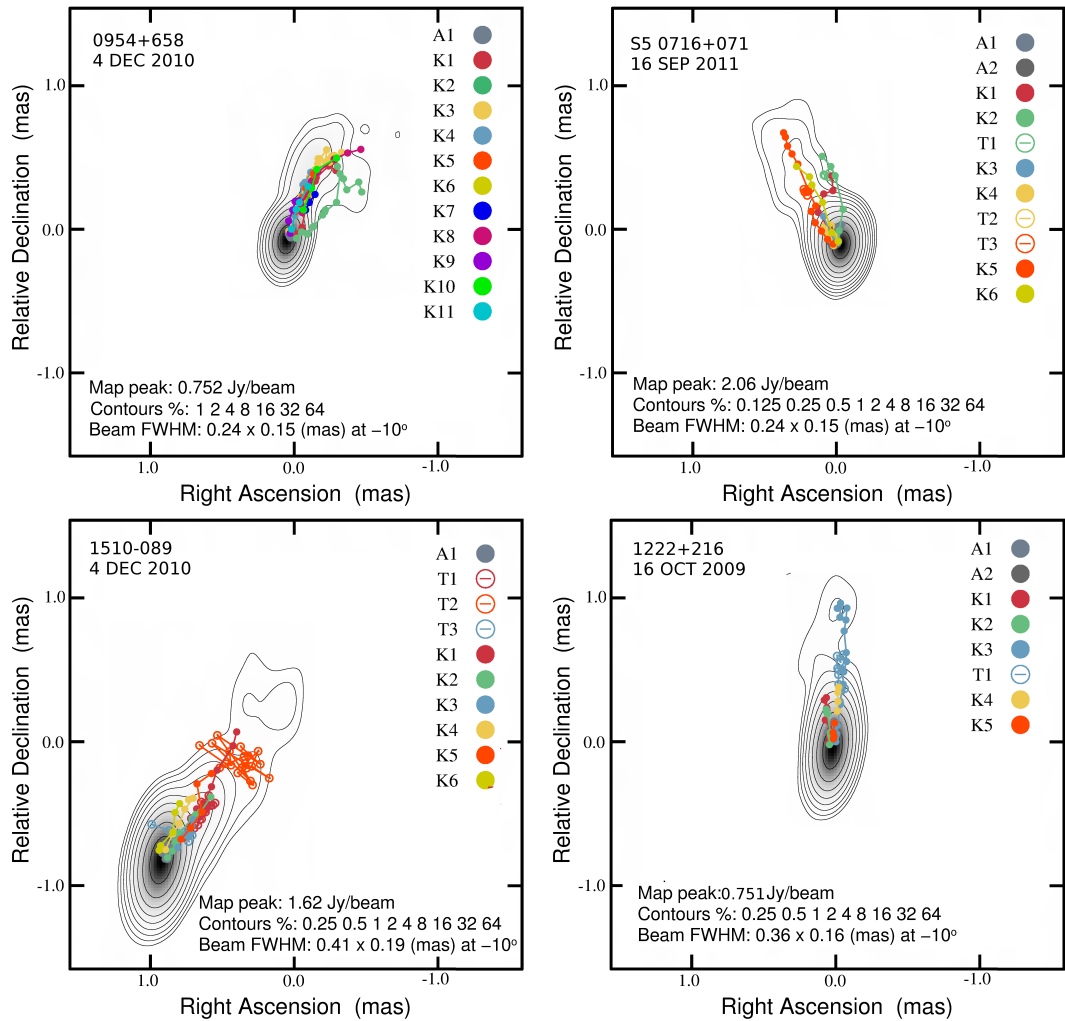 0954+658
4 DEC 2010
A1
K1
K2
K3
K4
K5
K6
K7
K8
K9
K10
K11
1.0
0.0
-1.0
Relative Declination (mas)
Map peak: 0.752 Jy/beam
Contours %: 1 2 4 8 16 32 64
Beam FWHM: 0.24 x 0.15 (mas) at −10°
1.0 0.0 -1.0
Right Ascension (mas)
S5 0716+071
16 SEP 2011
A1
A2
K1
K2
T1
K3
K4
T2
T3
K5
K6
1.0
0.0
-1.0
Relative Declination (mas)
Map peak: 2.06 Jy/beam
Contours %: 0.125 0.25 0.5 1 2 4 8 16 32 64
Beam FWHM: 0.24 x 0.15 (mas) at −10°
1.0 0.0 -1.0
Right Ascension (mas)
1510-089
4 DEC 2010
A1
T1
T2
T3
K1
K2
K3
K4
K5
K6
1.0
0.0
-1.0
Relative Declination (mas)
Map peak: 1.62 Jy/beam
Contours %: 0.25 0.5 1 2 4 8 16 32 64
Beam FWHM: 0.41 x 0.19 (mas) at −10°
1.0 0.0 -1.0
Right Ascension (mas)
1222+216
16 OCT 2009
A1
A2
K1
K2
K3
T1
K4
K5
1.0
0.0
-1.0
Relative Declination (mas)
Map peak:0.751Jy/beam
Contours %: 0.25 0.5 1 2 4 8 16 32 64
Beam FWHM: 0.36 x 0.16 (mas) at −10°
1.0 0.0 -1.0
Right Ascension (mas)